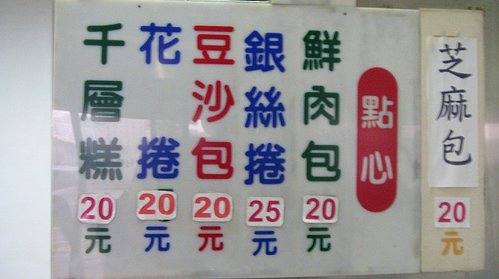 點心
鮮肉包 20元
銀絲捲 25元
豆沙包 20元
花捲 20元
千層糕 20元
芝麻包 20元